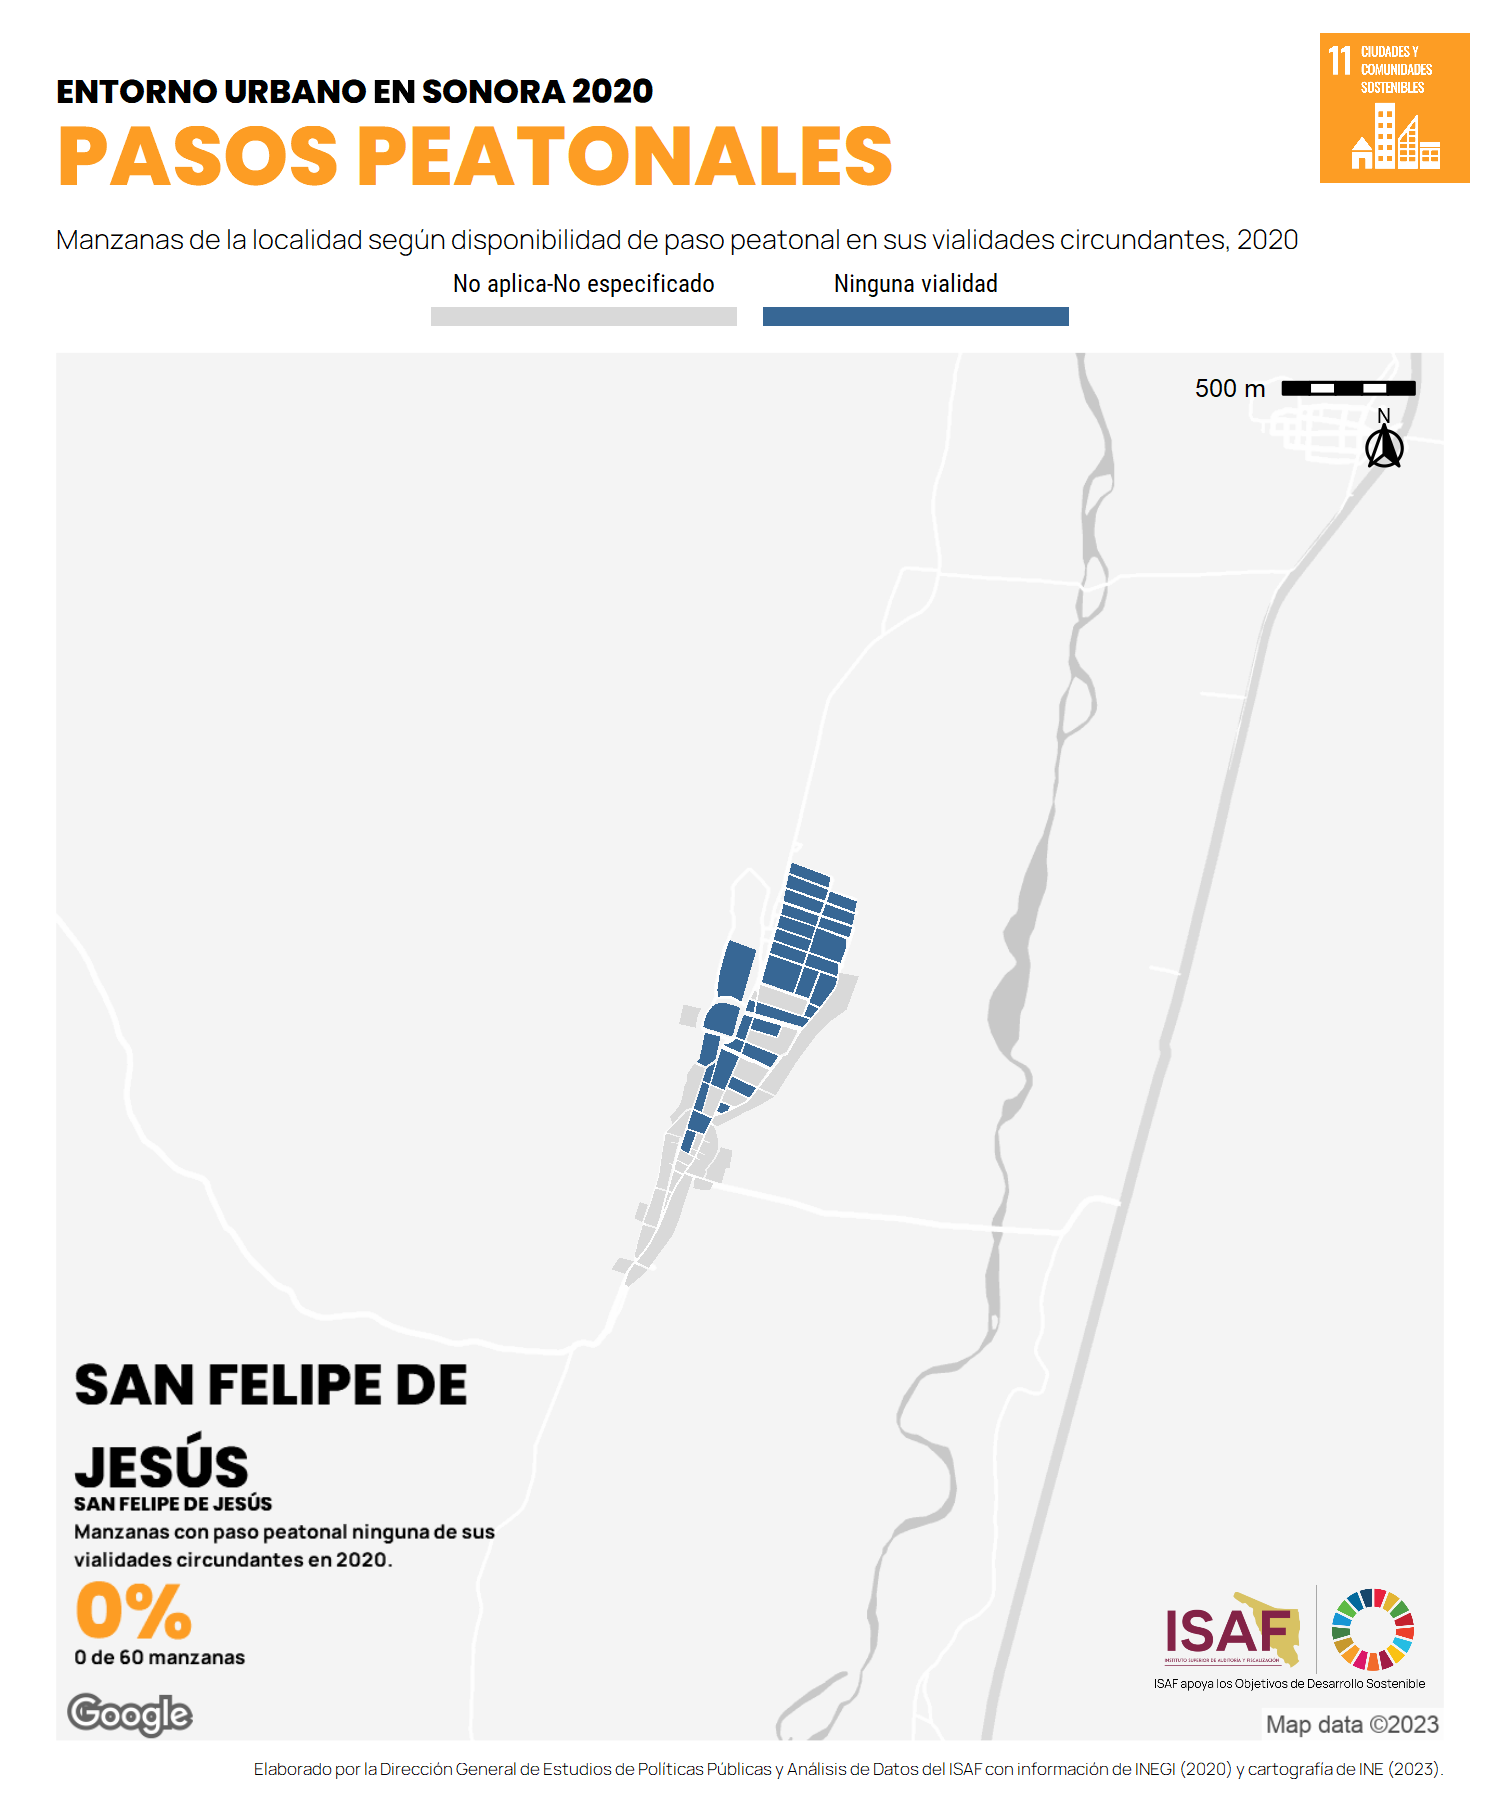 11 CIUDADES Y
COMUNIDADES
SOSTENIBLES
ENTORNO URBANO EN SONORA 2020
PASOS PEATONALES
Manzanas de la localidad según disponibilidad de paso peatonal en sus vialidades circundantes, 2020
No aplica-No especificado
Ninguna vialidad
500 m
N
SAN FELIPE DE
JESÚS
SAN FELIPE DE JESÚS
Manzanas con paso peatonal ninguna de sus
vialidades circundantes en 2020.
0%
0 de 60 manzanas
Google
ISAF
INSTITUTO SUPERIOR DE AUDITORÍA Y FISCALIZACIÓN
ISAF apoya los Objetivos de Desarrollo Sostenible
Map data ©2023
Elaborado por la Dirección General de Estudios de Políticas Públicas y Análisis de Datos del ISAF con información de INEGI (2020) y cartografía de INE (2023).